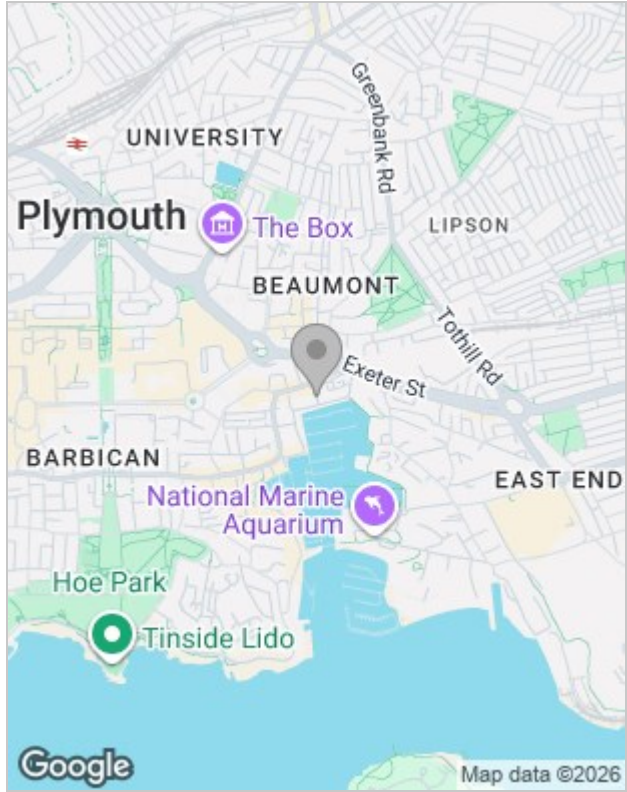 Greenbank Rd
UNIVERSITY
Plymouth
The Box
LIPSON
BEAUMONT
Tothill Rd
Exeter St
BARBICAN
EAST END
National Marine
Aquarium
Hoe Park
Tinside Lido
Google
Map data ©2026